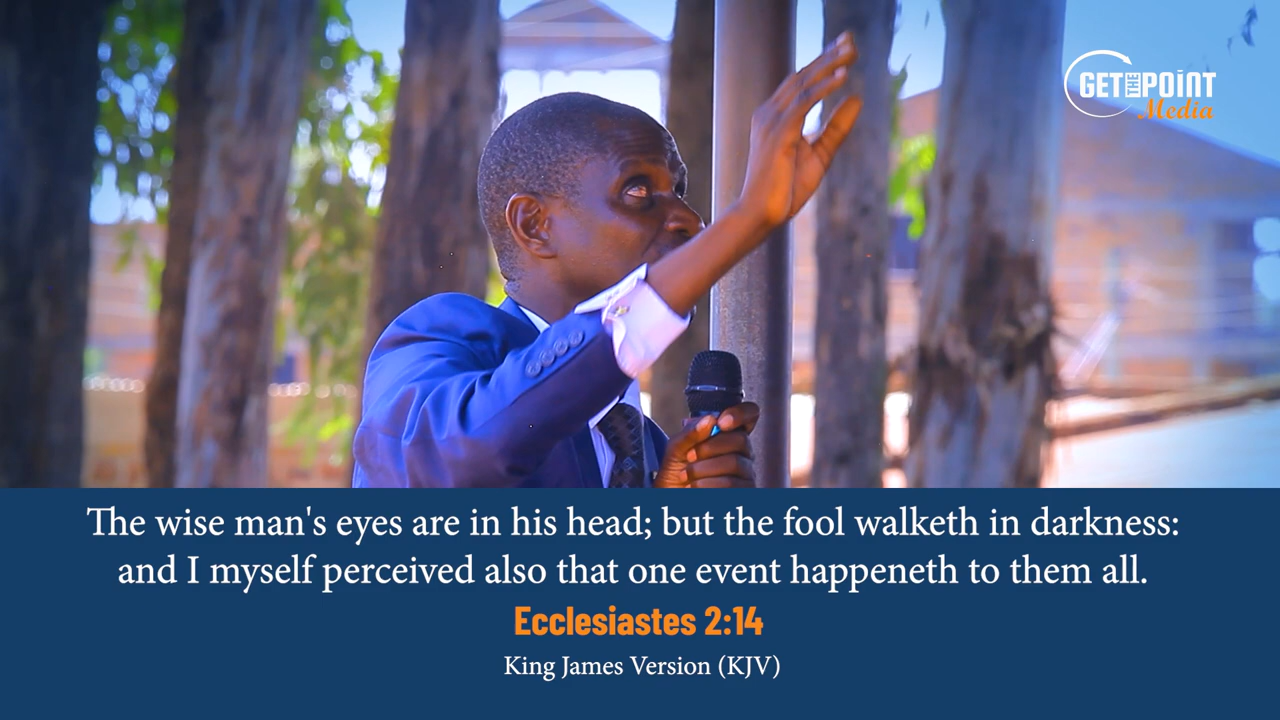 GET THE POINT
Media
The wise man's eyes are in his head; but the fool walketh in darkness:
and I myself perceived also that one event happeneth to them all.
Ecclesiastes 2:14
King James Version (KJV)